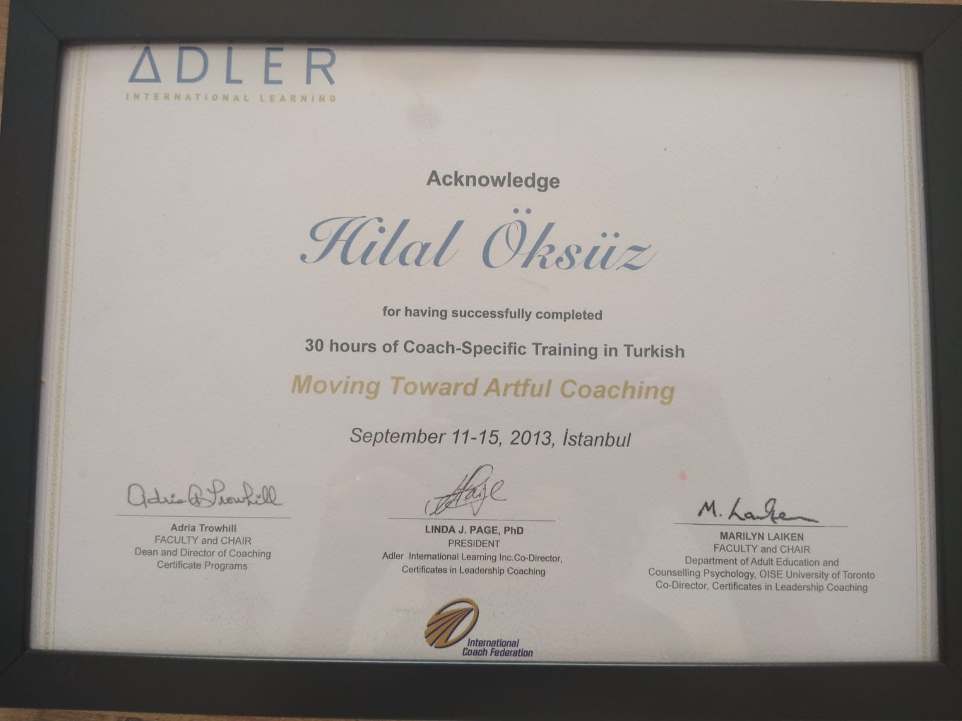 ADLER
INTERNATIONAL LEARNING
Acknowledge
Hilal Öksüz
for having successfully completed
30 hours of Coach-Specific Training in Turkish
Moving Toward Artful Coaching
September 11-15, 2013, İstanbul
Adria Trowhill
Adria Trowhill
FACULTY and CHAIR
Dean and Director of Coaching
Certificate Programs
LINDA J. PAGE, PhD
PRESIDENT
Adler International Learning Inc.Co-Director,
Certificates in Leadership Coaching
M. Laiken
MARILYN LAIKEN
FACULTY and CHAIR
Department of Adult Education and
Counselling Psychology, OISE University of Toronto
Co-Director, Certificates in Leadership Coaching
International
Coach Federation